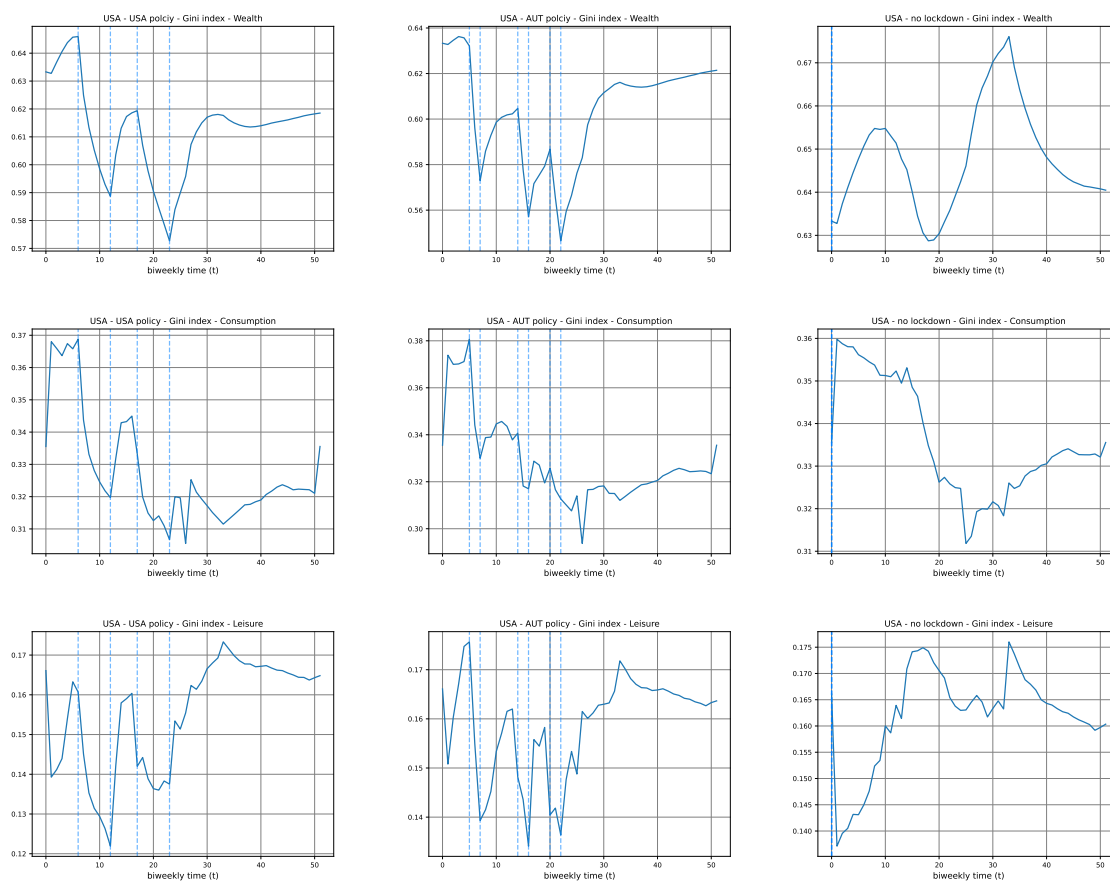 USA - USA polciy - Gini index - Wealth
0.64
0.63
0.62
0.61
0.60
0.59
0.58
0.57
0 10 20 30 40 50
biweekly time (t)
USA - AUT polciy - Gini index - Wealth
0.64
0.62
0.60
0.58
0.56
0 10 20 30 40 50
biweekly time (t)
USA - no lockdown - Gini index - Wealth
0.67
0.66
0.65
0.64
0.63
0 10 20 30 40 50
biweekly time (t)
USA - USA policy - Gini index - Consumption
0.37
0.36
0.35
0.34
0.33
0.32
0.31
0 10 20 30 40 50
biweekly time (t)
USA - AUT policy - Gini index - Consumption
0.38
0.36
0.34
0.32
0.30
0 10 20 30 40 50
biweekly time (t)
USA - no lockdown - Gini index - Consumption
0.36
0.35
0.34
0.33
0.32
0.31
0 10 20 30 40 50
biweekly time (t)
USA - USA policy - Gini index - Leisure
0.17
0.16
0.15
0.14
0.13
0.12
0 10 20 30 40 50
biweekly time (t)
USA - AUT policy - Gini index - Leisure
0.17
0.16
0.15
0.14
0 10 20 30 40 50
biweekly time (t)
USA - no lockdown - Gini index - Leisure
0.175
0.170
0.165
0.160
0.155
0.150
0.145
0.140
0 10 20 30 40 50
biweekly time (t)